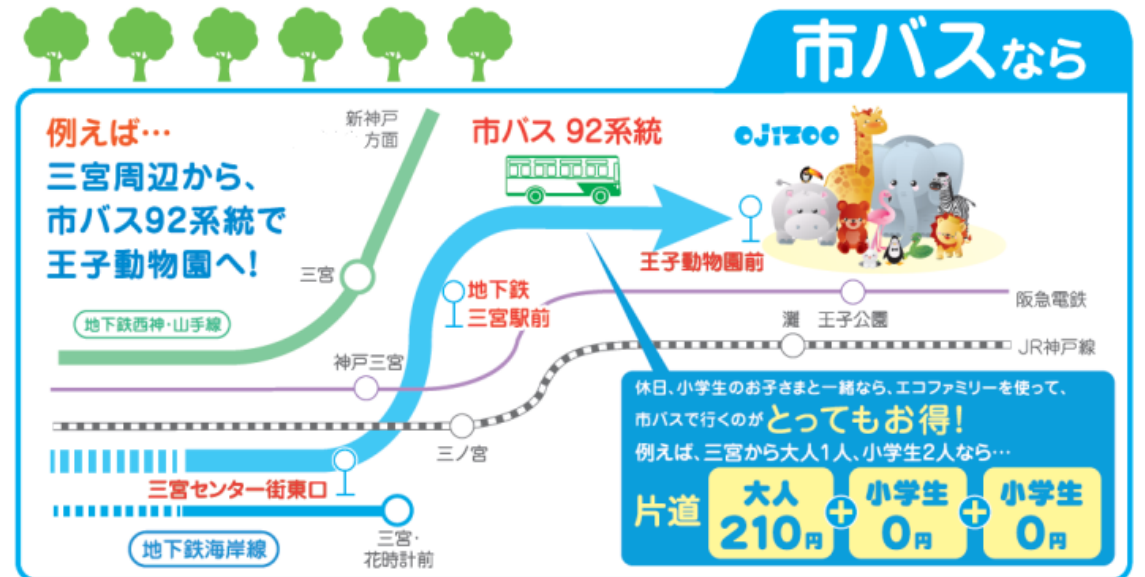 市バスなら
例えば…
三宮周辺から、
市バス92系統で
王子動物園へ!
新神戸
方面
市バス 92系統
ojizoo
王子動物園前
三宮
地下鉄
三宮駅前
地下鉄西神・山手線
阪急電鉄
灘
王子公園
神戸三宮
JR神戸線
三ノ宮
三宮センター街東口
三宮・
花時計前
地下鉄海岸線
休日、小学生のお子さまと一緒なら、エコファミリーを使って、
市バスで行くのがとってもお得!
例えば、三宮から大人1人、小学生2人なら…
片道
大人
210円
+
小学生
0円
+
小学生
0円